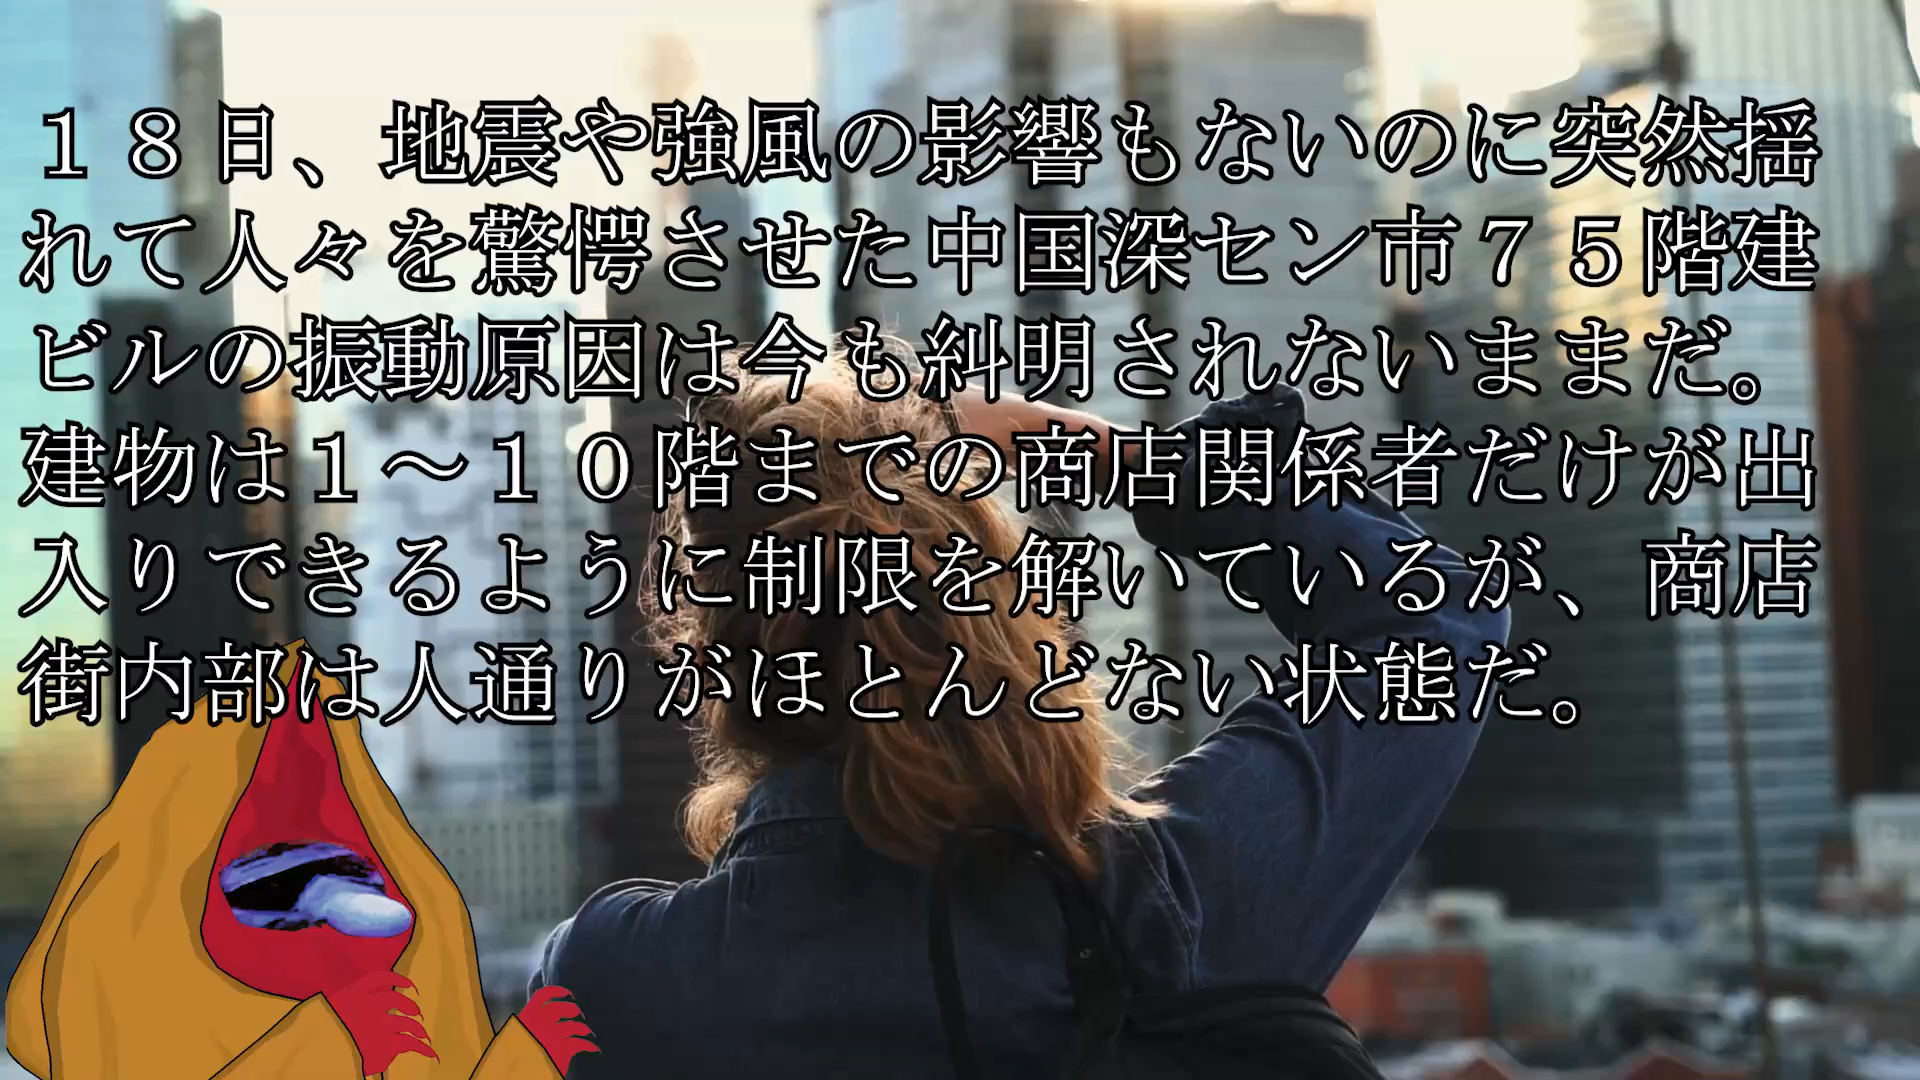 １８日、地震や強風の影響もないのに突然揺
れて人々を驚愕させた中国深セン市７５階建
ビルの振動原因は今も糾明されないままだ。
建物は１～１０階までの商店関係者だけが出
入りできるように制限を解いているが、商店
街内部は人通りがほとんどない状態だ。